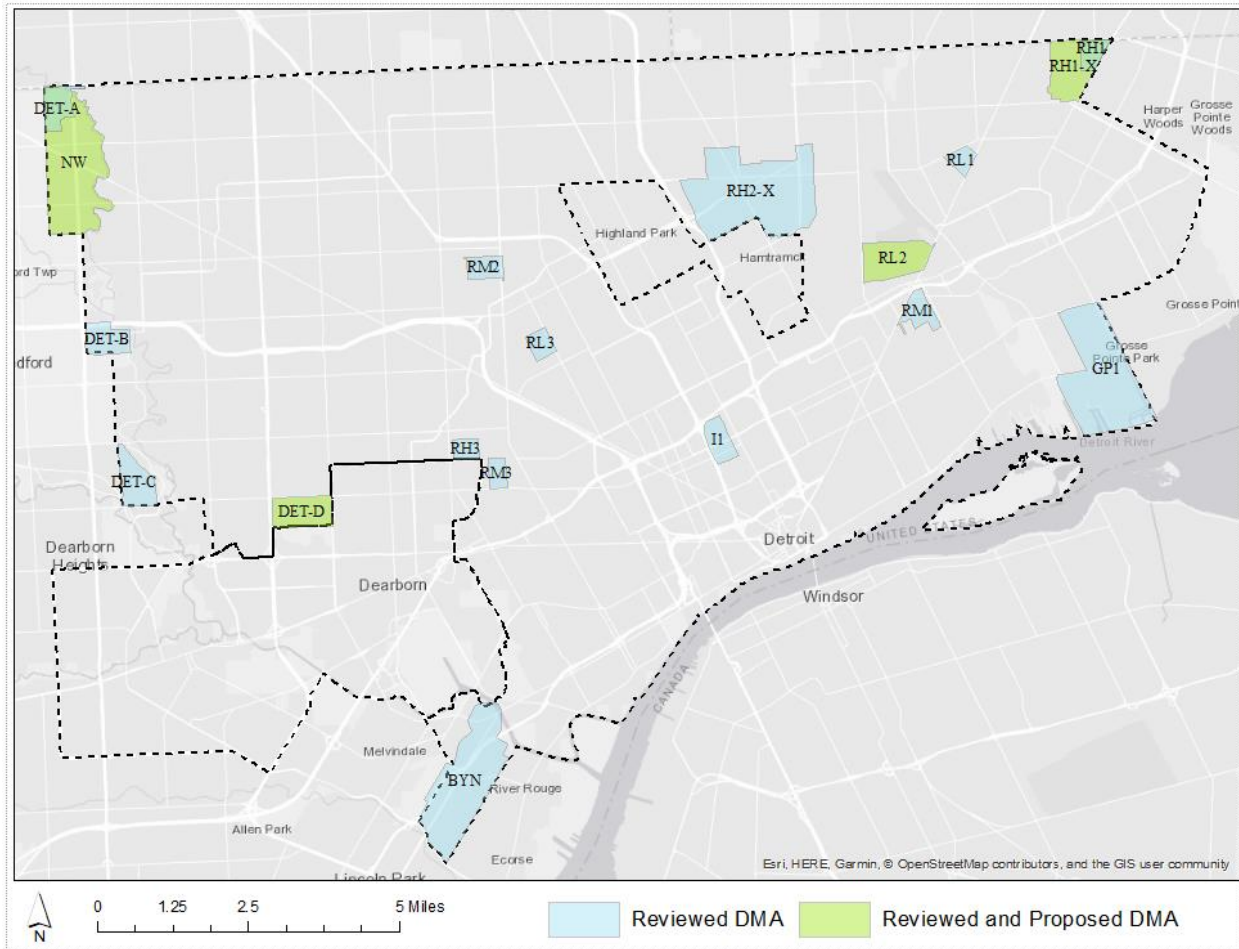 RH1
RH1-X
DET-A
Harper
Woods
Grosse
Pointe
Woods
NW
RL1
RH2-X
Highland Park
Hamtramck
RL2
RM2
ord Twp
Grosse Point
RM1
DET-B
RL3
Grosse
Pointe Park
GP1
dford
I1
Detroit River
RH3
RM3
DET-C
DET-D
UNITED STATES
Detroit
Dearborn
Heights
Dearborn
Windsor
CANADA
Melvindale
BYN
River Rouge
Allen Park
Ecorse
Lincoln Park
Esri, HERE, Garmin, © OpenStreetMap contributors, and the GIS user community
N
0 1.25 2.5 5 Miles
Reviewed DMA
Reviewed and Proposed DMA